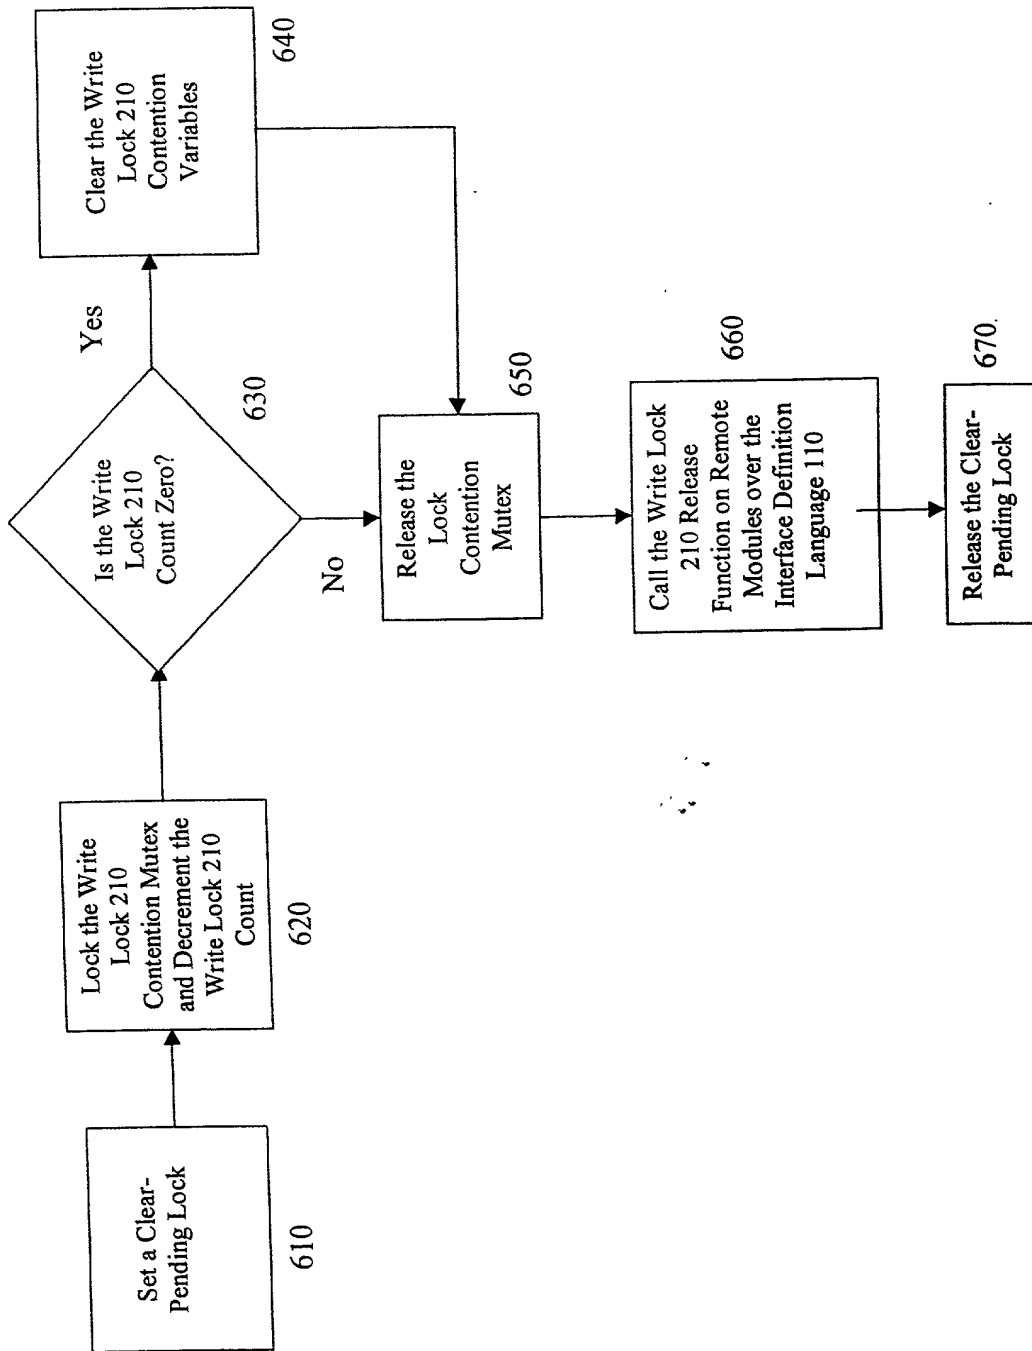 Set a Clear-
Pending Lock
610
Lock the Write
Lock 210
Contention Mutex
and Decrement the
Write Lock 210
Count
620
Is the Write
Lock 210
Count Zero?
630
Yes
Clear the Write
Lock 210
Contention
Variables
640
No
Release the
Lock
Contention
Mutex
650
Call the Write Lock
210 Release
Function on Remote
Modules over the
Interface Definition
Language 110
660
Release the Clear-
Pending Lock
670